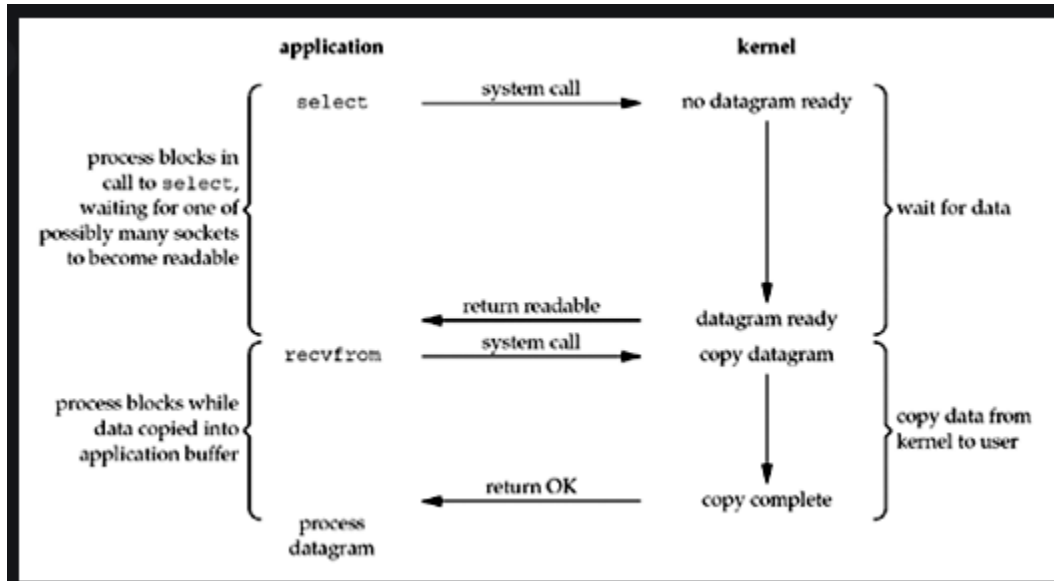 application
kernel
select
system call
no datagram ready
process blocks in
call to select,
waiting for one of
possibly many sockets
to become readable
wait for data
return readable
datagram ready
recvfrom
system call
copy datagram
process blocks while
data copied into
application buffer
copy data from
kernel to user
return OK
copy complete
process
datagram